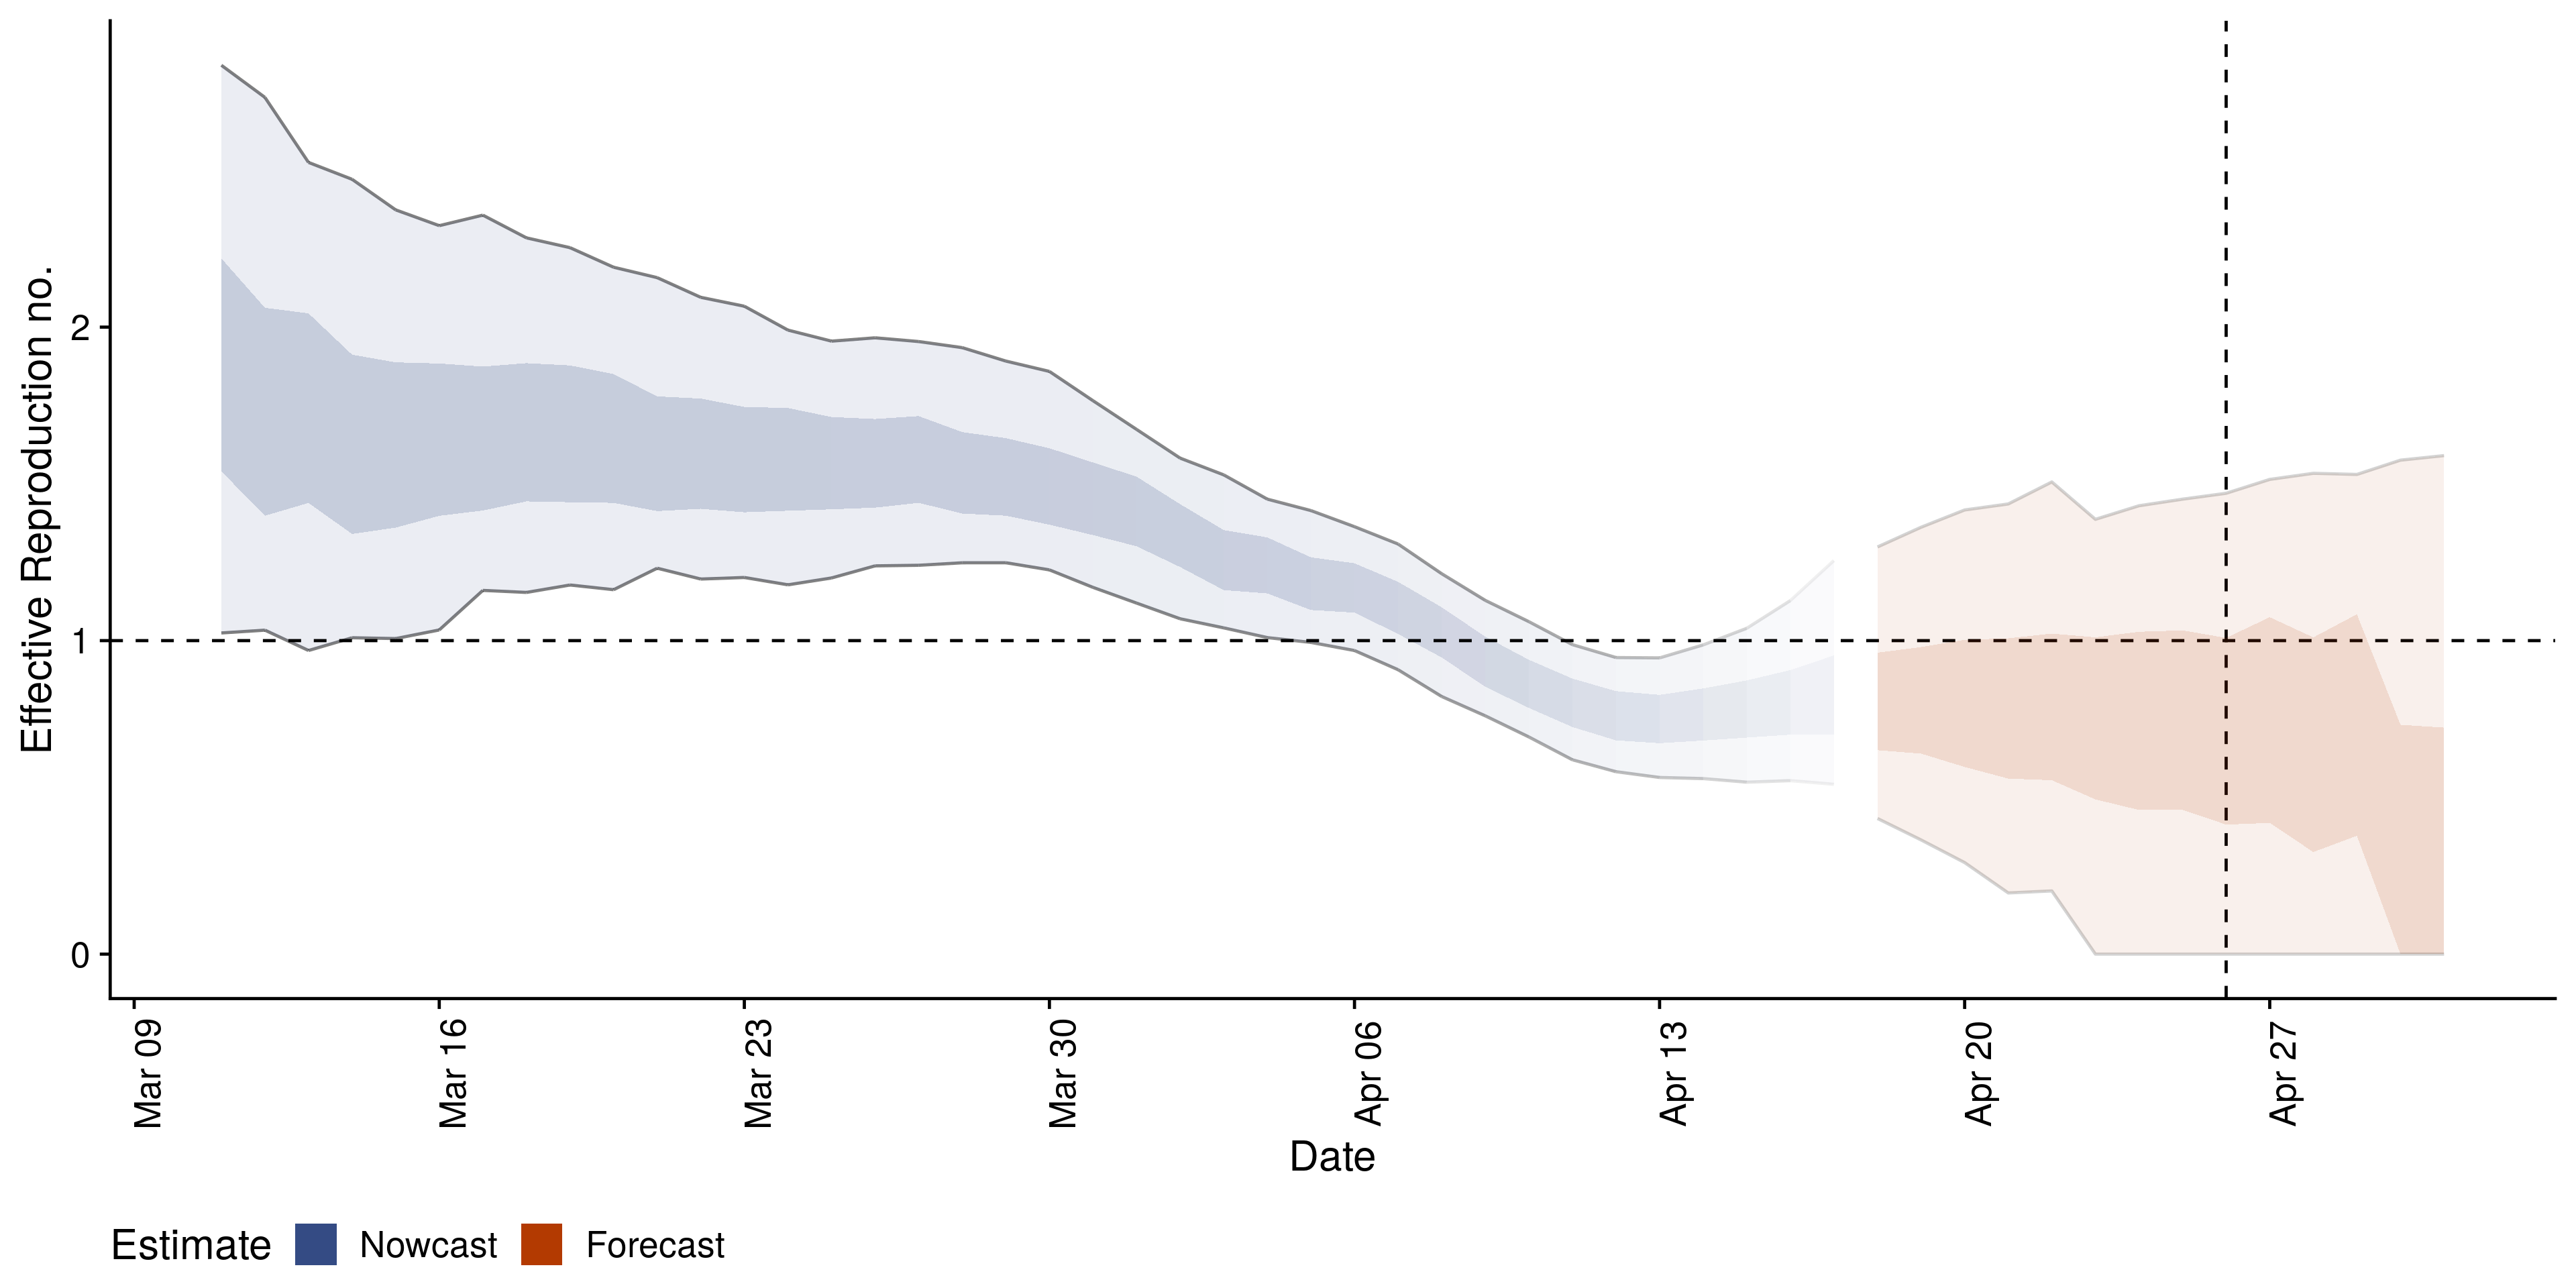 Effective Reproduction no.
2
1
0
Mar 09
Mar 16
Mar 23
Mar 30
Apr 06
Apr 13
Apr 20
Apr 27
Date
Estimate Nowcast Forecast